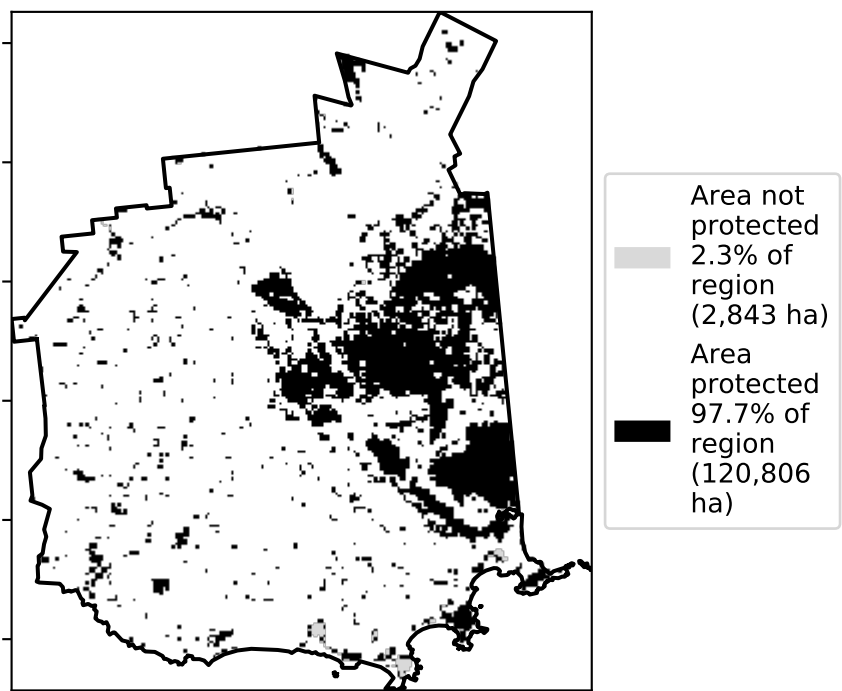 Area not
protected
2.3% of
region
(2,843 ha)
Area
protected
97.7% of
region
(120,806
ha)